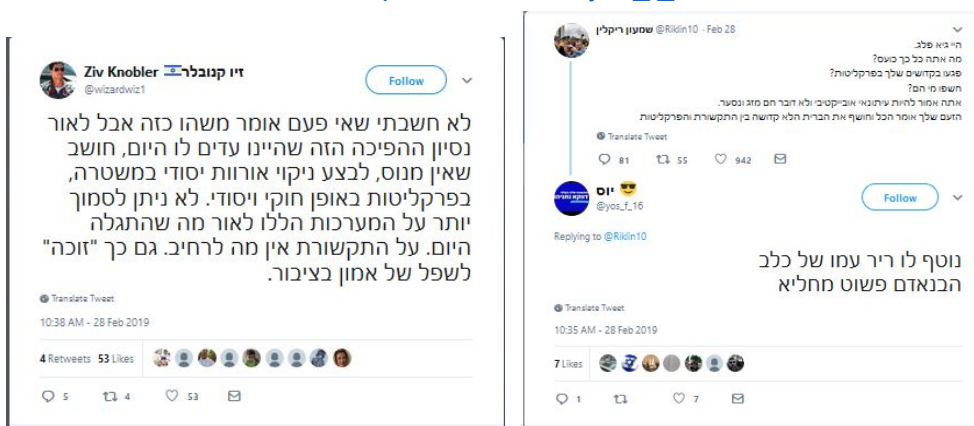 Ziv Knobler זיו קנובלר
@wizardwiz1
Follow
לא חשבתי שאי פעם אומר משהו כזה אבל לאור
נסיון ההפיכה הזה שהיינו עדים לו היום, חושב
שאין מנוס, לבצע ניקוי אורוות יסודי במשטרה,
בפרקליטות באופן חוקי ויסודי. לא ניתן לסמוך
יותר על המערכות הללו לאור מה שהתגלה
היום. על התקשורת אין מה לרחיב. גם כך "זוכה"
לשפל של אמון בציבור.
Translate Tweet
10:38 AM - 28 Feb 2019
4 Retweets 53 Likes
5 4 53
שמעון ריקלין @Riklin10 · Feb 28
היי גיא פלג.
מה אתה כל כך כועס?
פגעו בקדושים שלך בפרקליטות?
חשפו מי הם?
אתה אמור להיות עיתונאי אובייקטיבי ולא דובר חם מזג ונסער.
הזעם שלך אומר הכל וחושף את הברית הלא קדושה בין התקשורת והפרקליטות
Translate Tweet
81 55 942
יוס
@yos_f_16
Follow
Replying to @Riklin10
נוטף לו ריר עמו של כלב
הבנאדם פשוט מחליא
Translate Tweet
10:35 AM - 28 Feb 2019
7 Likes
1 7